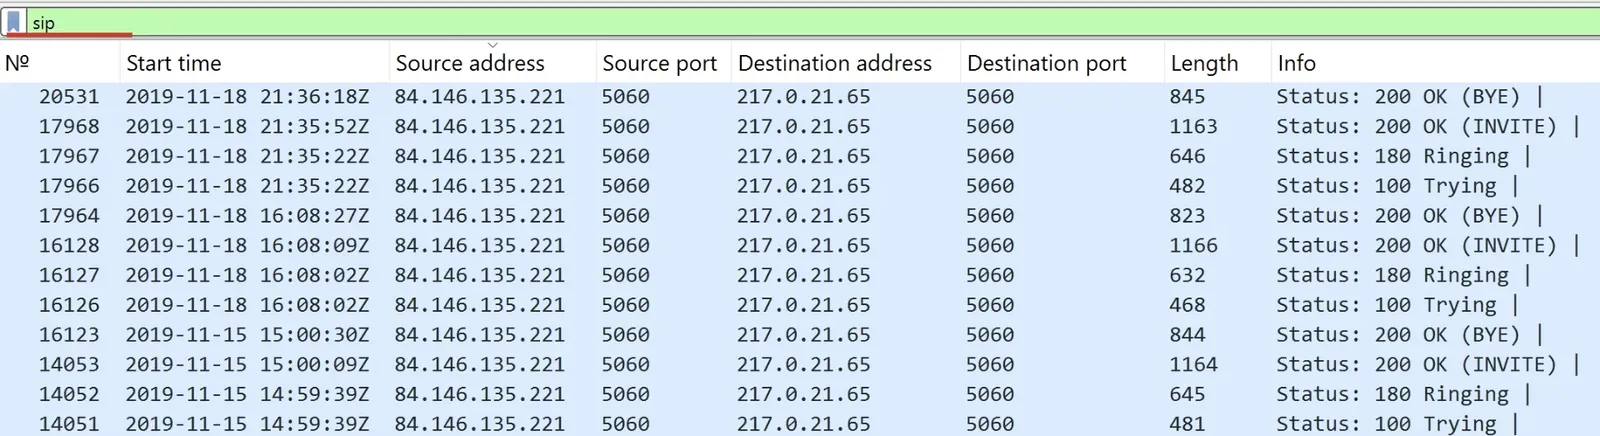 sip
Nº Start time Source address Source port Destination address Destination port Length Info
20531 2019-11-18 21:36:18Z 84.146.135.221 5060 217.0.21.65 5060 845 Status: 200 OK (BYE) |
17968 2019-11-18 21:35:52Z 84.146.135.221 5060 217.0.21.65 5060 1163 Status: 200 OK (INVITE) |
17967 2019-11-18 21:35:22Z 84.146.135.221 5060 217.0.21.65 5060 646 Status: 180 Ringing |
17966 2019-11-18 21:35:22Z 84.146.135.221 5060 217.0.21.65 5060 482 Status: 100 Trying |
17964 2019-11-18 16:08:27Z 84.146.135.221 5060 217.0.21.65 5060 823 Status: 200 OK (BYE) |
16128 2019-11-18 16:08:09Z 84.146.135.221 5060 217.0.21.65 5060 1166 Status: 200 OK (INVITE) |
16127 2019-11-18 16:08:02Z 84.146.135.221 5060 217.0.21.65 5060 632 Status: 180 Ringing |
16126 2019-11-18 16:08:02Z 84.146.135.221 5060 217.0.21.65 5060 468 Status: 100 Trying |
16123 2019-11-15 15:00:30Z 84.146.135.221 5060 217.0.21.65 5060 844 Status: 200 OK (BYE) |
14053 2019-11-15 15:00:09Z 84.146.135.221 5060 217.0.21.65 5060 1164 Status: 200 OK (INVITE) |
14052 2019-11-15 14:59:39Z 84.146.135.221 5060 217.0.21.65 5060 645 Status: 180 Ringing |
14051 2019-11-15 14:59:39Z 84.146.135.221 5060 217.0.21.65 5060 481 Status: 100 Trying |